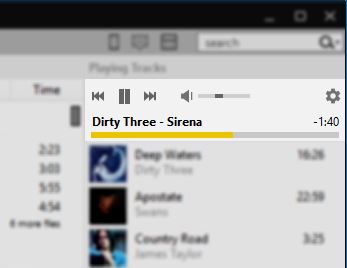 search
Playing Tracks
Time
Dirty Three - Sirena
-1:40
2:23
3:03
5:55
4:54
6 more files
Deep Waters
16:26
Dirty Three
Apostate
22:59
Swans
Country Road
3:25
James Taylor